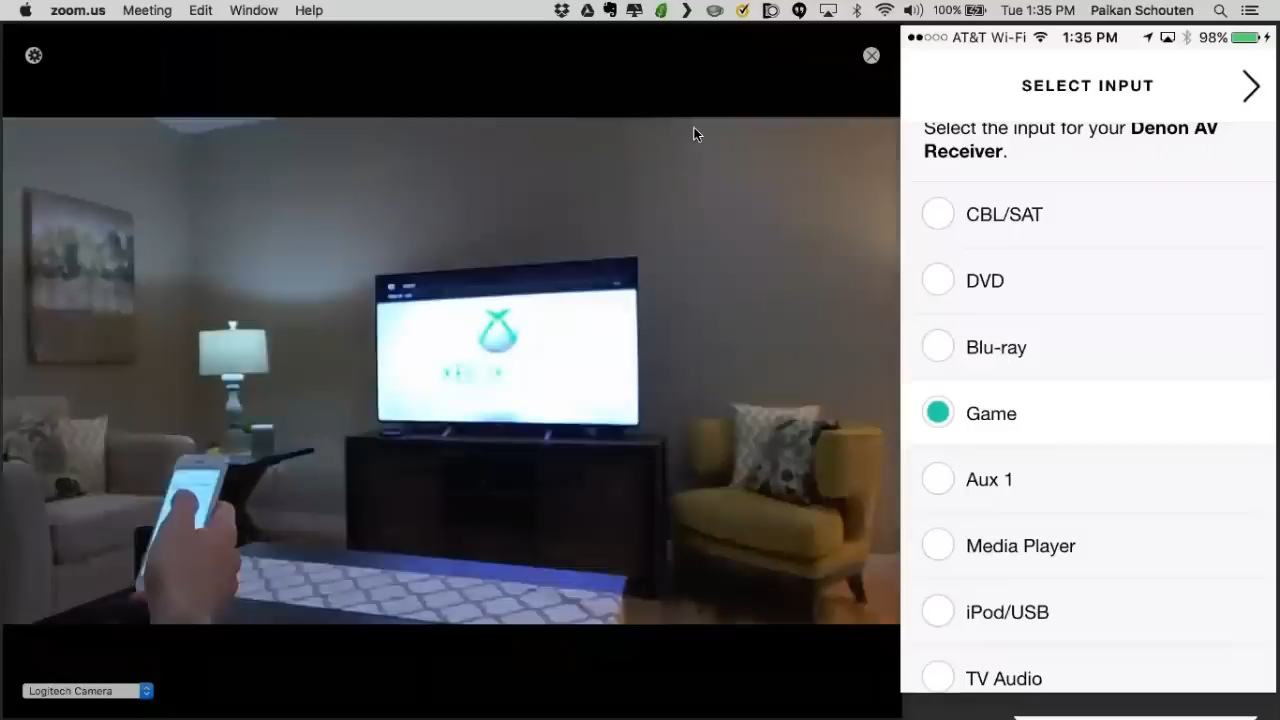 zoom.us Meeting Edit Window Help 100% Tue 1:35 PM Paikan Schouten
AT&T Wi-Fi 1:35 PM 98%
SELECT INPUT
Select the input for your Denon AV
Receiver.
CBL/SAT
DVD
Blu-ray
Game
Aux 1
Media Player
iPod/USB
TV Audio
Logitech Camera